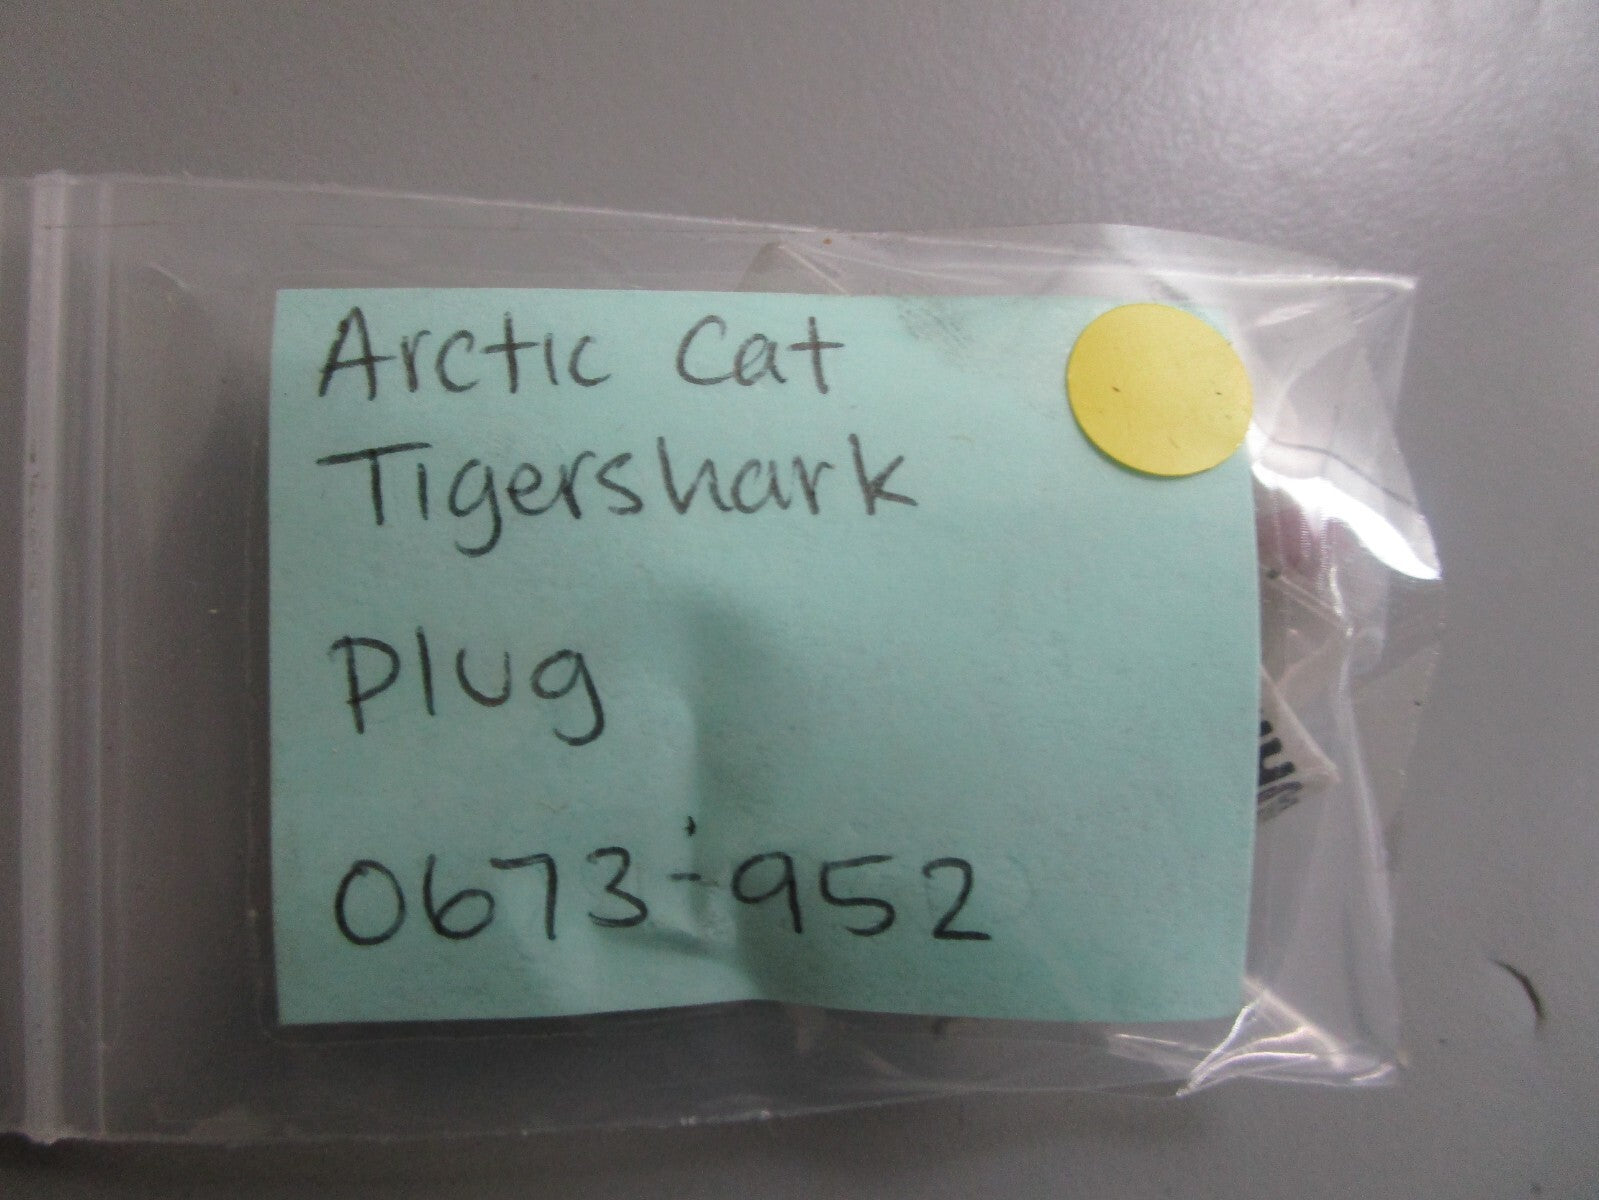 Arctic Cat
Tigershark
Plug
0673-952